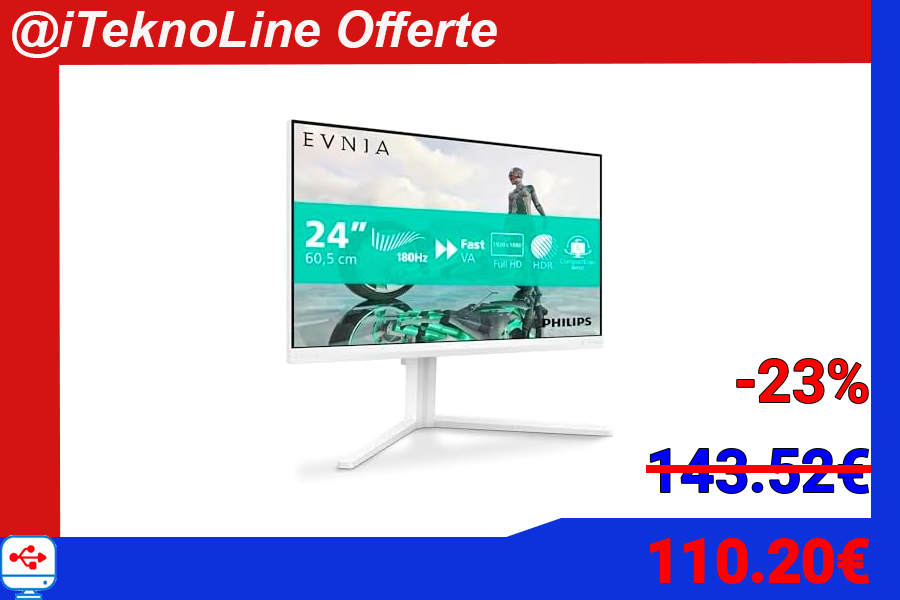 @iTeknoLine Offerte
EVNIA
24”
60,5 cm
180Hz
Fast
VA
1920 x 1080
Full HD
HDR
PHILIPS
-23%
143.52€
110.20€